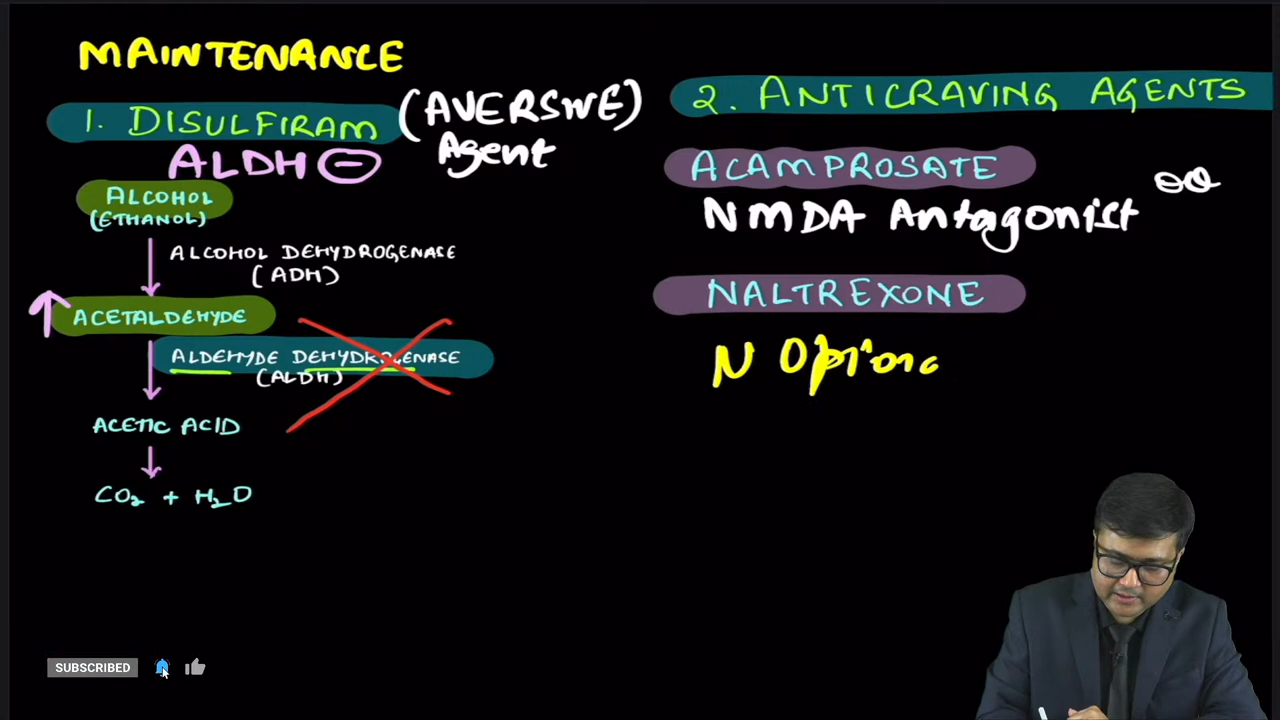 MAINTENANCE
1. DISULFIRAM (AVERSIVE)
Agent
ALDH ⊖
ALCOHOL
(ETHANOL)
ALCOHOL DEHYDROGENASE
(ADH)
↑ ACETALDEHYDE
ALDEHYDE DEHYDROGENASE
(ALDH)
ACETIC ACID
CO₂ + H₂O
2. ANTICRAVING AGENTS
ACAMPROSATE
NMDA Antagonist
NALTREXONE
N
SUBSCRIBED